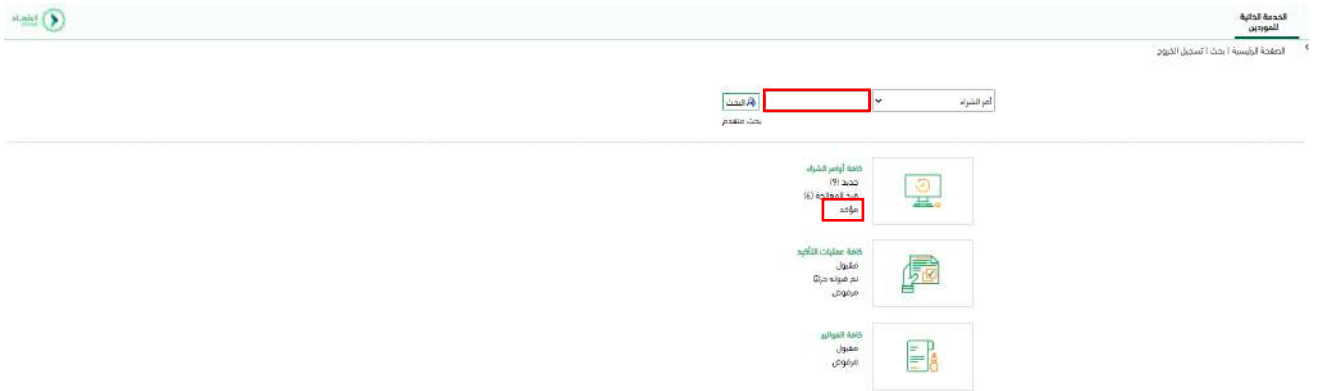 الخدمة الذاتية
للموردين
اعتماد
الصفحة الرئيسية | بحث | تسجيل الخروج
أمر الشراء
البحث
بحث متقدم
كافة أوامر الشراء
جديد (9)
قيد المعالجة (6)
مؤكد
كافة عمليات التأكيد
مقبول
تم قبوله جزئيًا
مرفوض
كافة الفواتير
مقبول
مرفوض